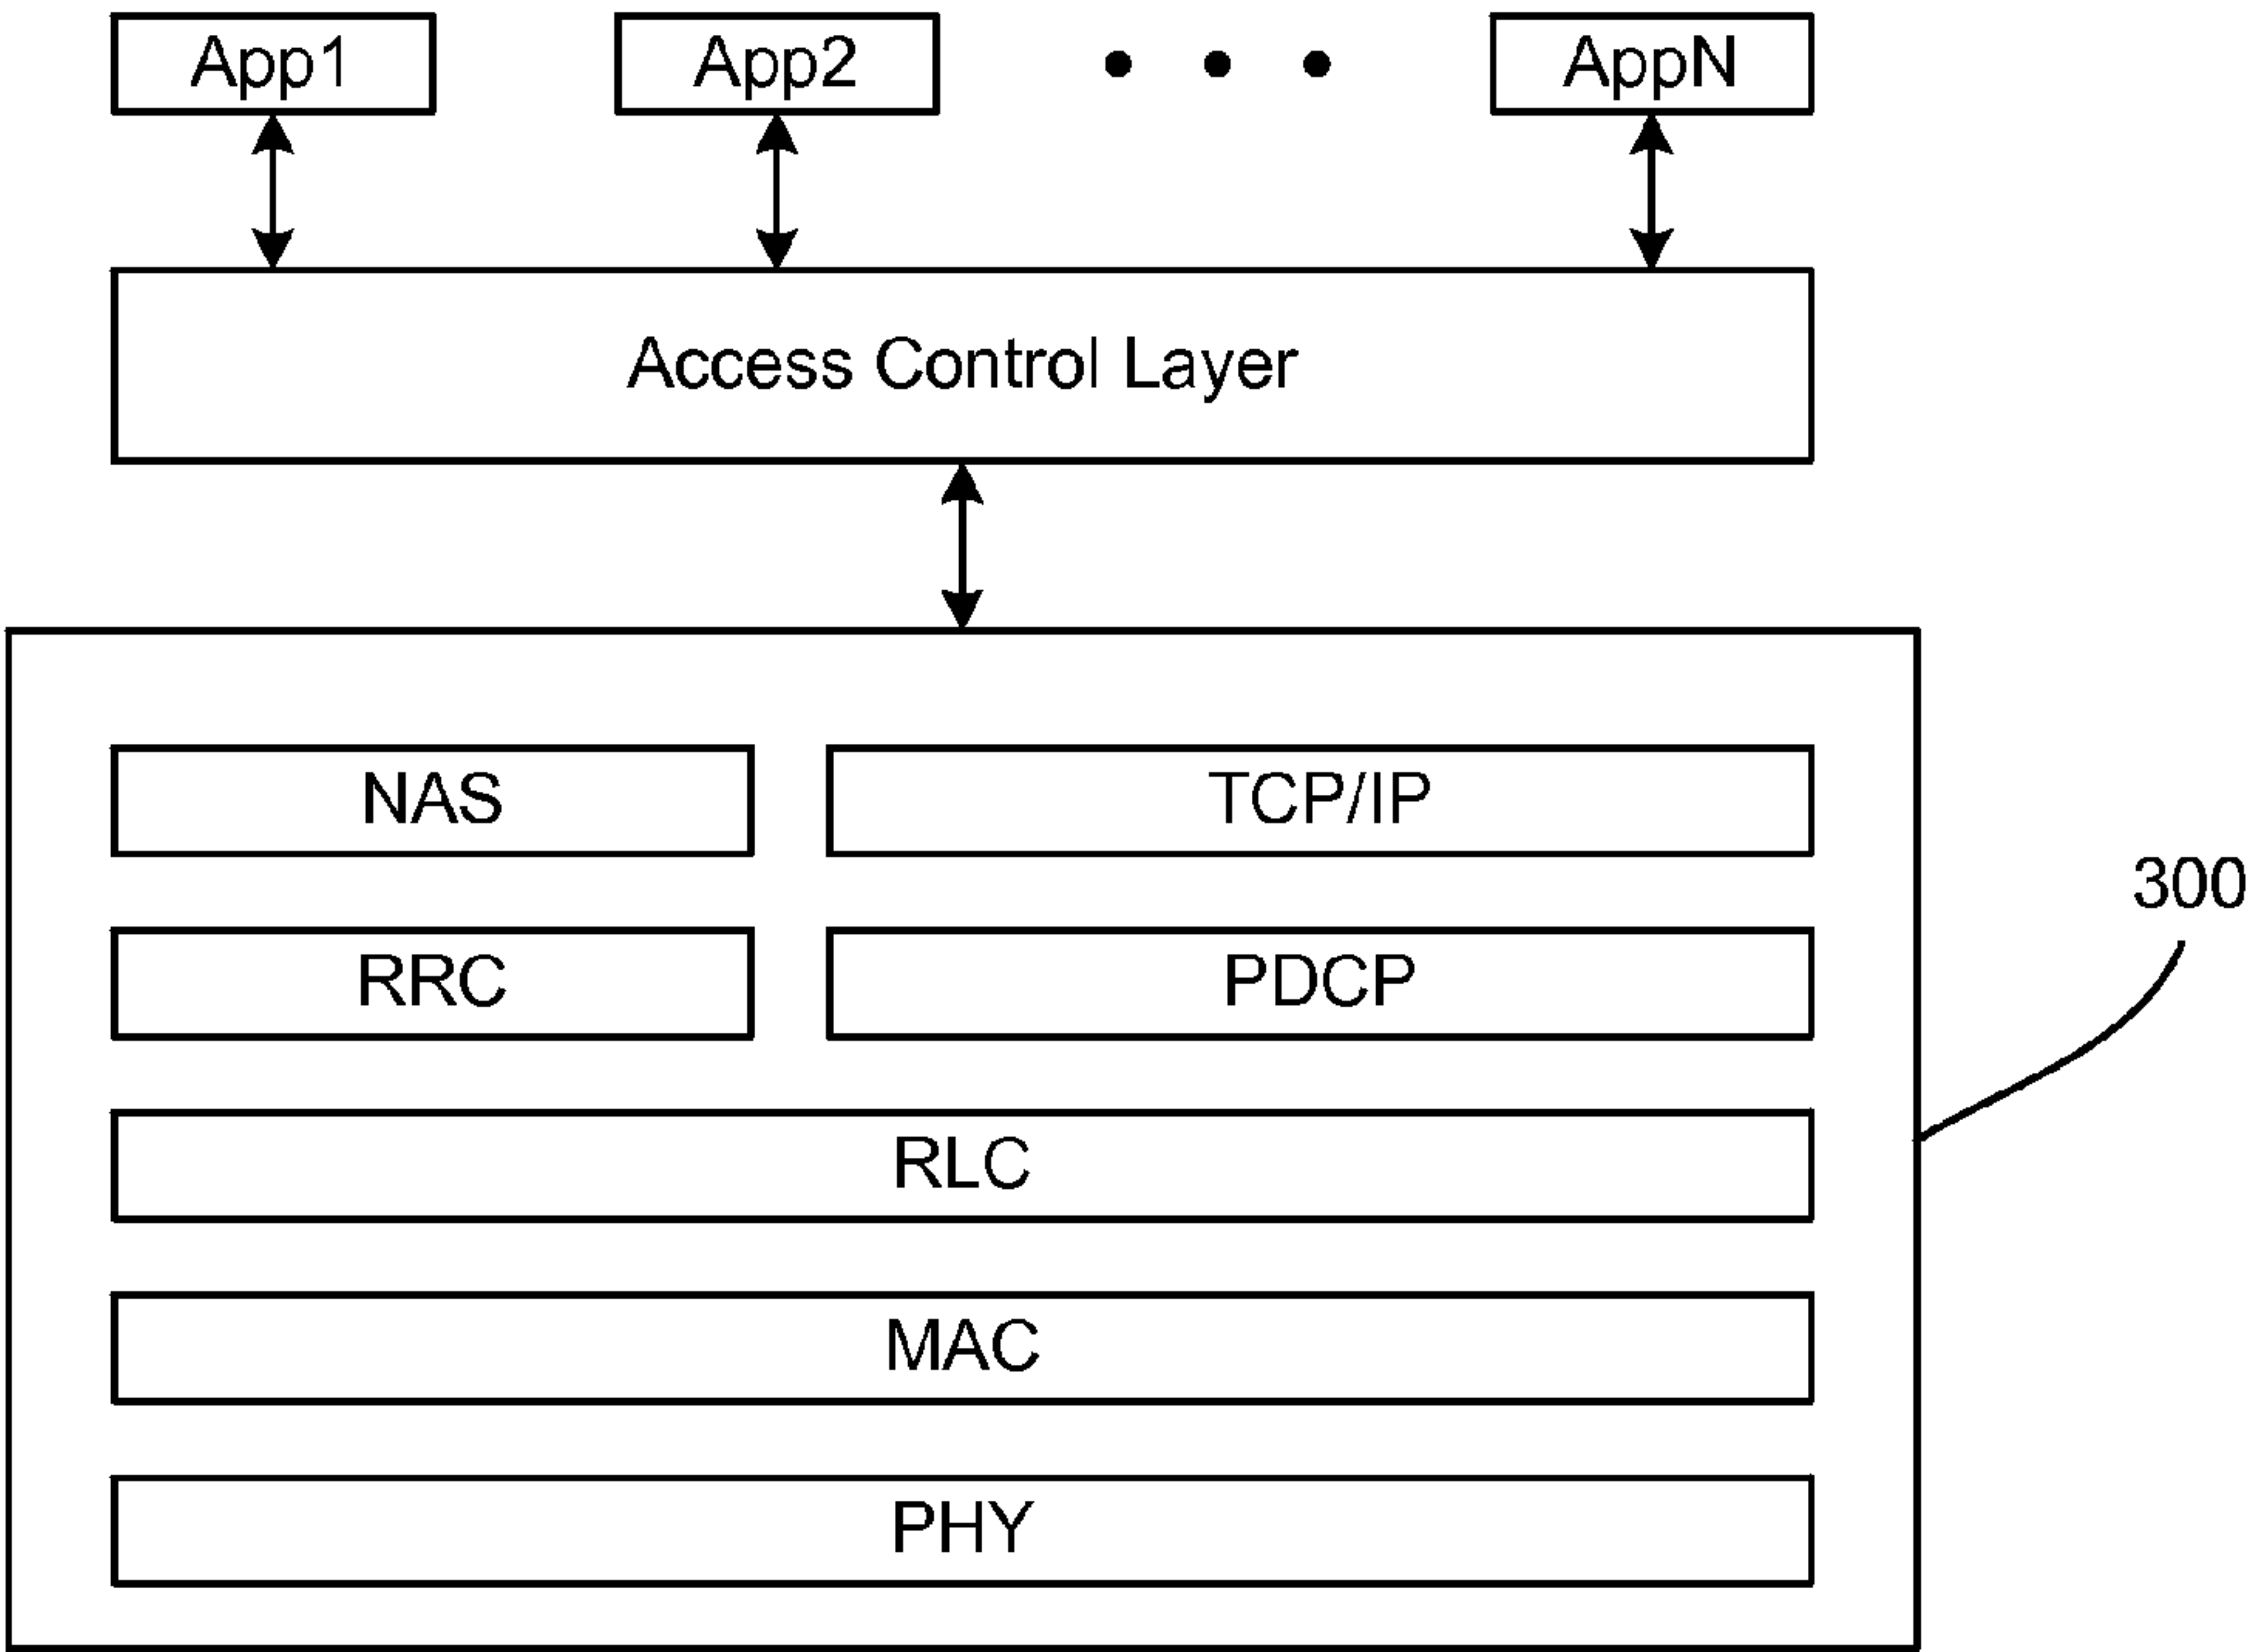 App1 App2 • • • AppN
Access Control Layer
NAS TCP/IP
300
RRC PDCP
RLC
MAC
PHY